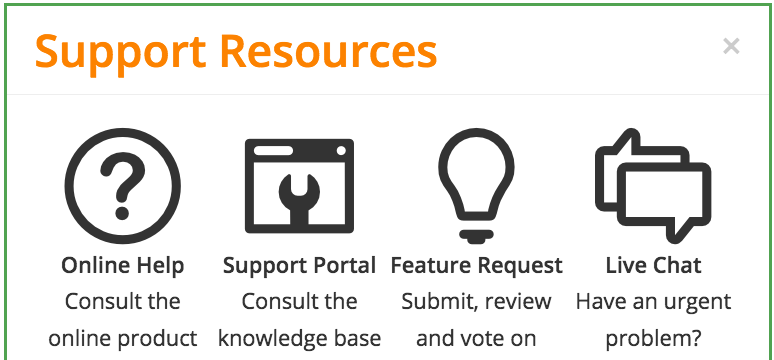 Support Resources
Online Help
Consult the
online product
Support Portal
Consult the
knowledge base
Feature Request
Submit, review
and vote on
Live Chat
Have an urgent
problem?